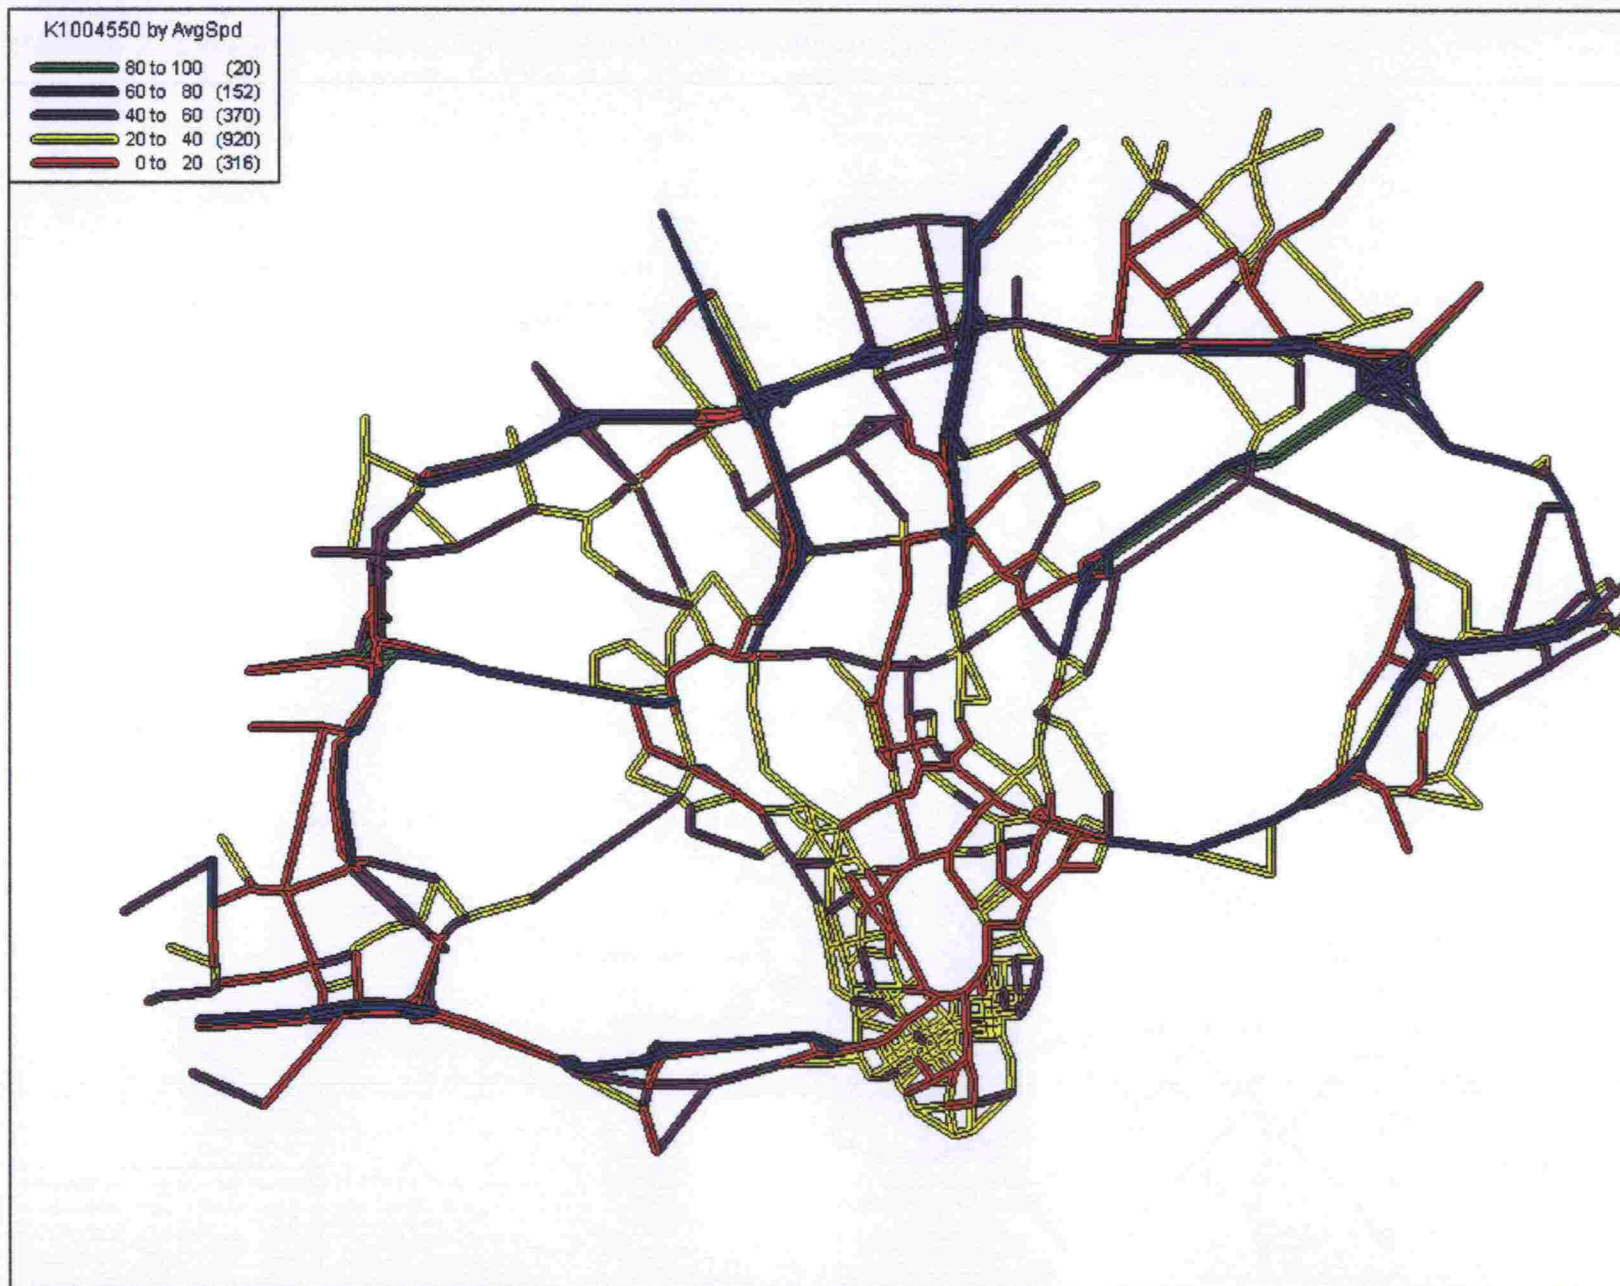 K1004550 by AvgSpd
80 to 100 (20)
60 to 80 (152)
40 to 60 (370)
20 to 40 (920)
0 to 20 (316)